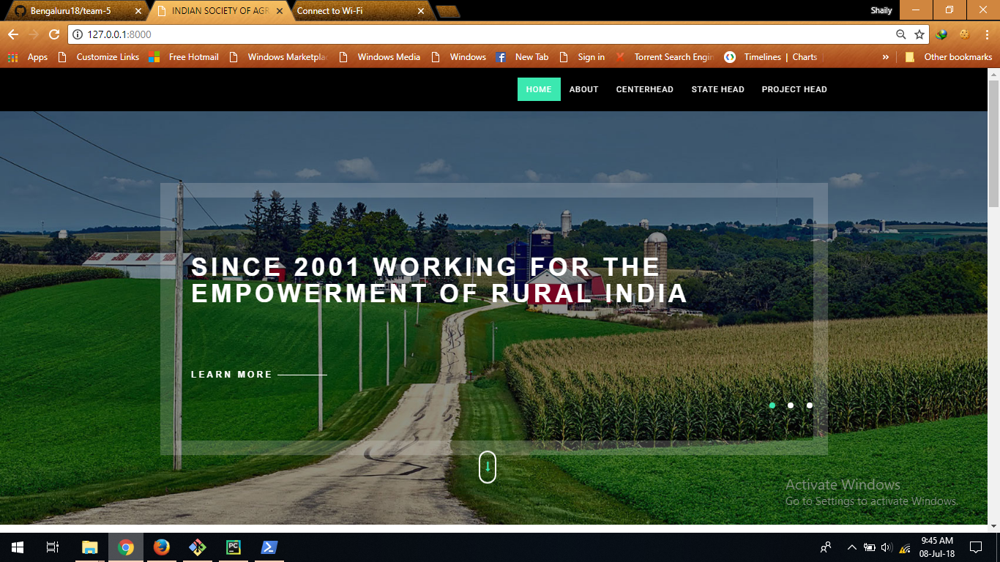 Bengaluru18/team-5
INDIAN SOCIETY OF AGR
Connect to Wi-Fi
Shaily
127.0.0.1:8000
Apps
Customize Links
Free Hotmail
Windows Marketpla
Windows Media
Windows
New Tab
Sign in
Torrent Search Engin
Timelines | Charts
»
Other bookmarks
HOME
ABOUT
CENTERHEAD
STATE HEAD
PROJECT HEAD
SINCE 2001 WORKING FOR THE
EMPOWERMENT OF RURAL INDIA
LEARN MORE
Activate Windows
Go to Settings to activate Windows.
PC
9:45 AM
08-Jul-18